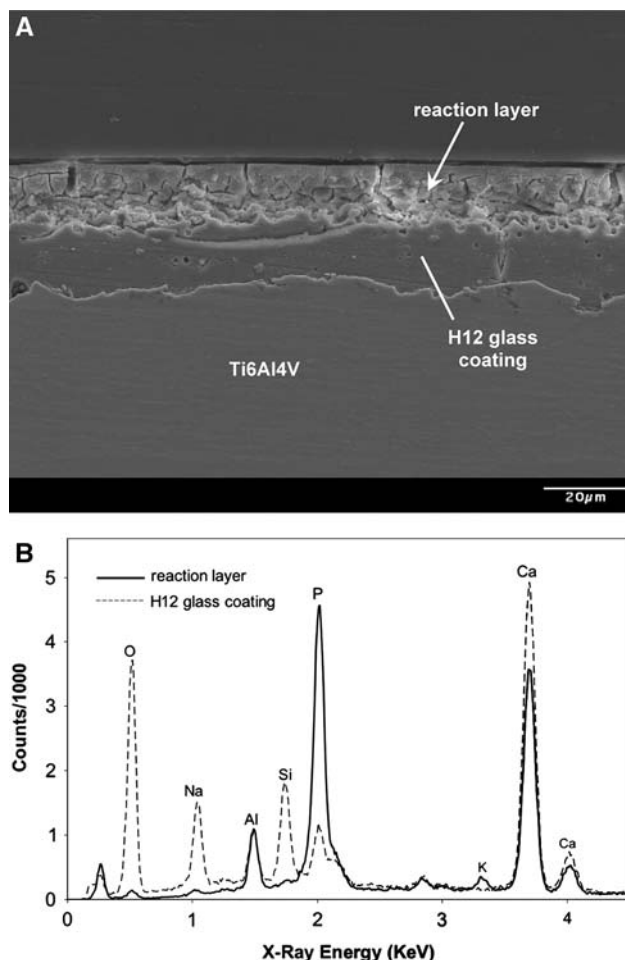 A
reaction layer
H12 glass
coating
Ti6Al4V
20µm
B
reaction layer
H12 glass coating
Counts/1000
5
4
3
2
1
0
O
Na
Al
Si
P
K
Ca
Ca
0
1
2
3
4
X-Ray Energy (KeV)